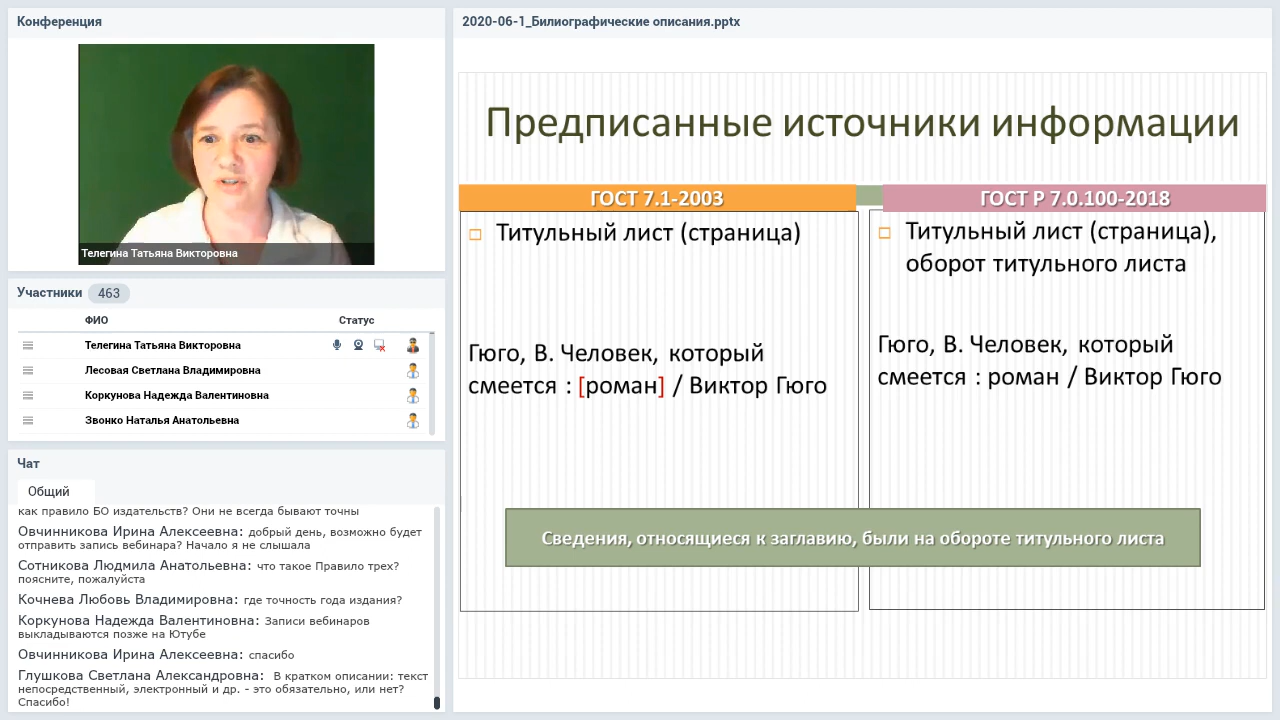 Конференция
Телегина Татьяна Викторовна
Участники 463
ФИО Статус
Телегина Татьяна Викторовна
Лесовая Светлана Владимировна
Коркунова Надежда Валентиновна
Звонко Наталья Анатольевна
Чат
Общий
как правило БО издательств? Они не всегда бывают точны
Овчинникова Ирина Алексеевна: добрый день, возможно будет
отправить запись вебинара? Начало я не слышала
Сотникова Людмила Анатольевна: что такое Правило трех?
поясните, пожалуйста
Кочнева Любовь Владимировна: где точность года издания?
Коркунова Надежда Валентиновна: Записи вебинаров
выкладываются позже на Ютубе
Овчинникова Ирина Алексеевна: спасибо
Глушкова Светлана Александровна: В кратком описании: текст
непосредственный, электронный и др. - это обязательно, или нет?
Спасибо!
2020-06-1_Билиографические описания.pptx
Предписанные источники информации
ГОСТ 7.1-2003
Титульный лист (страница)
Гюго, В. Человек, который
смеется : [роман] / Виктор Гюго
ГОСТ Р 7.0.100-2018
Титульный лист (страница),
оборот титульного листа
Гюго, В. Человек, который
смеется : роман / Виктор Гюго
Сведения, относящиеся к заглавию, были на обороте титульного листа